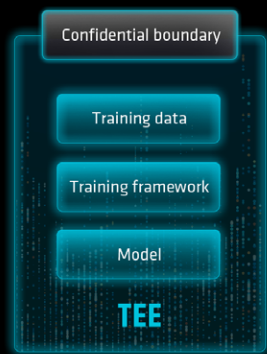 Confidential boundary
Training data
Training framework
Model
TEE